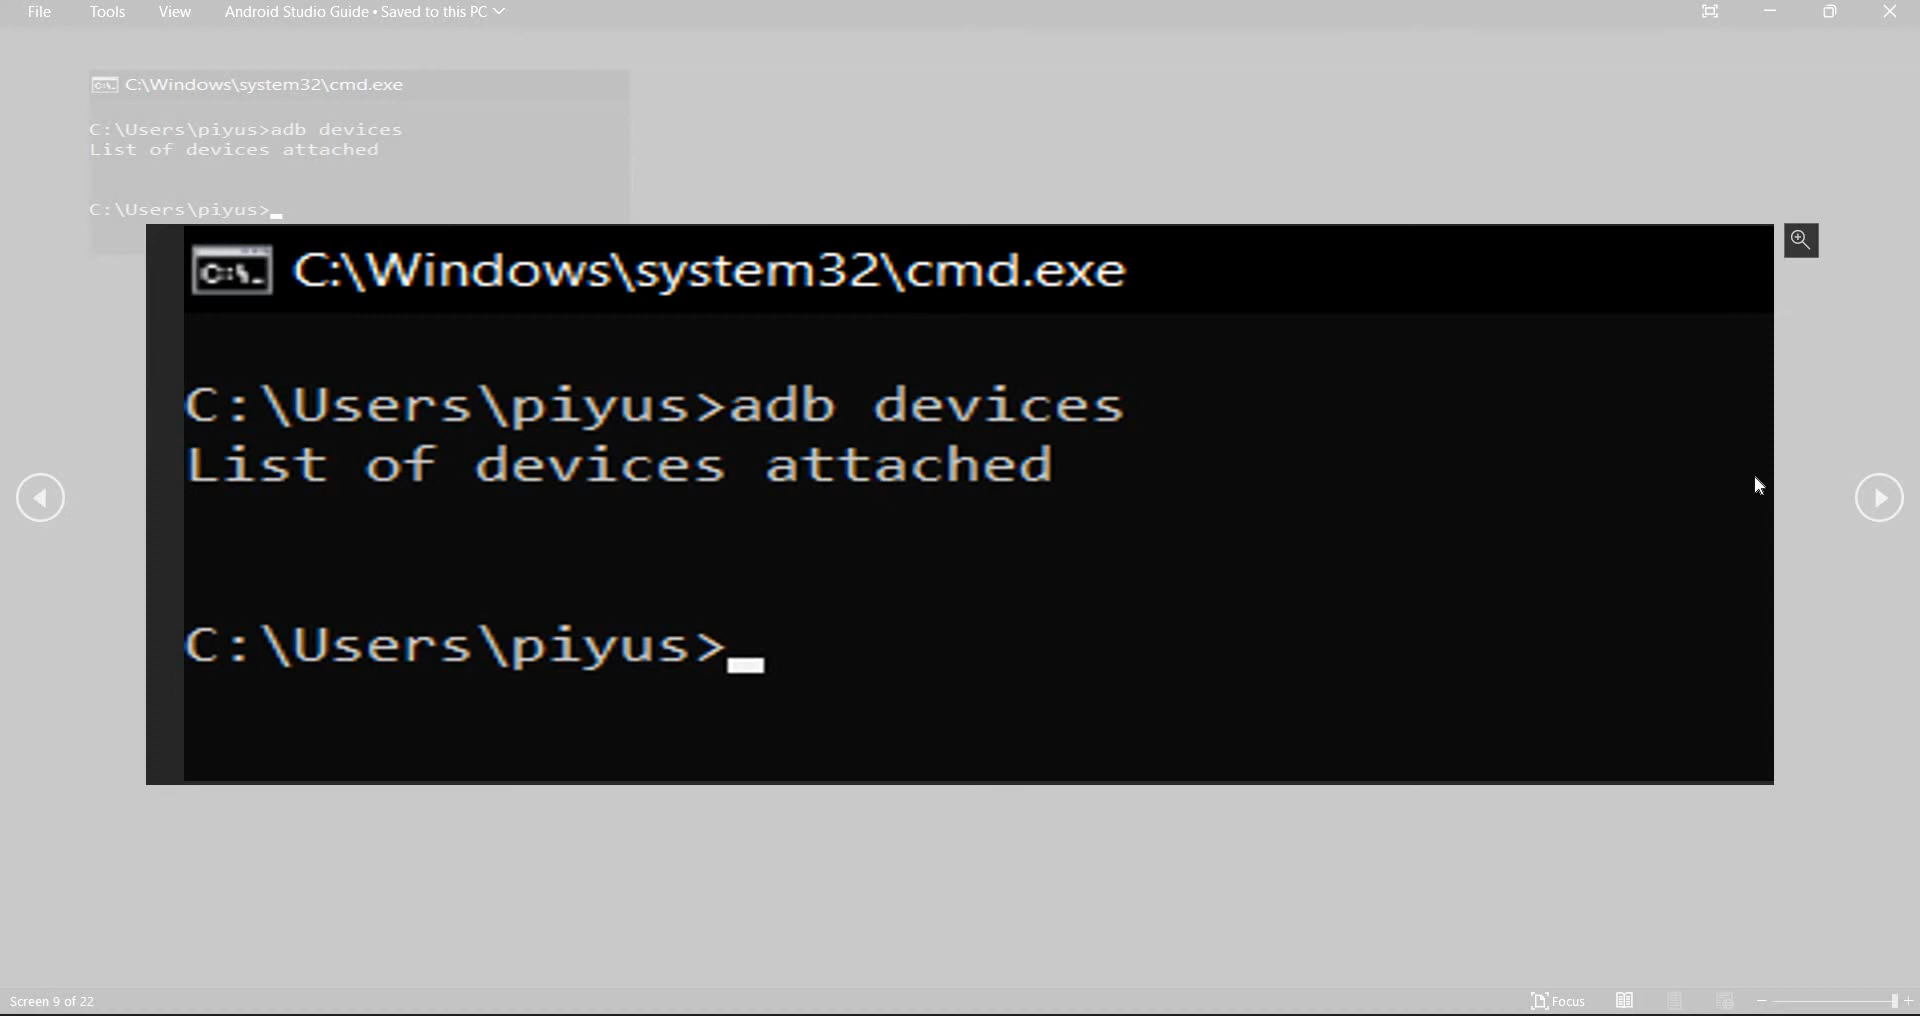 File Tools View Android Studio Guide • Saved to this PC
C:\Windows\system32\cmd.exe
C:\Users\piyus>adb devices
List of devices attached
C:\Users\piyus>
C:\Windows\system32\cmd.exe
C:\Users\piyus>adb devices
List of devices attached
C:\Users\piyus>
Screen 9 of 22 Focus